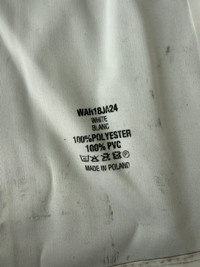 WAH18JA24
WHITE
BLANC
100%POLYESTER
100% PVC
MADE IN POLAND